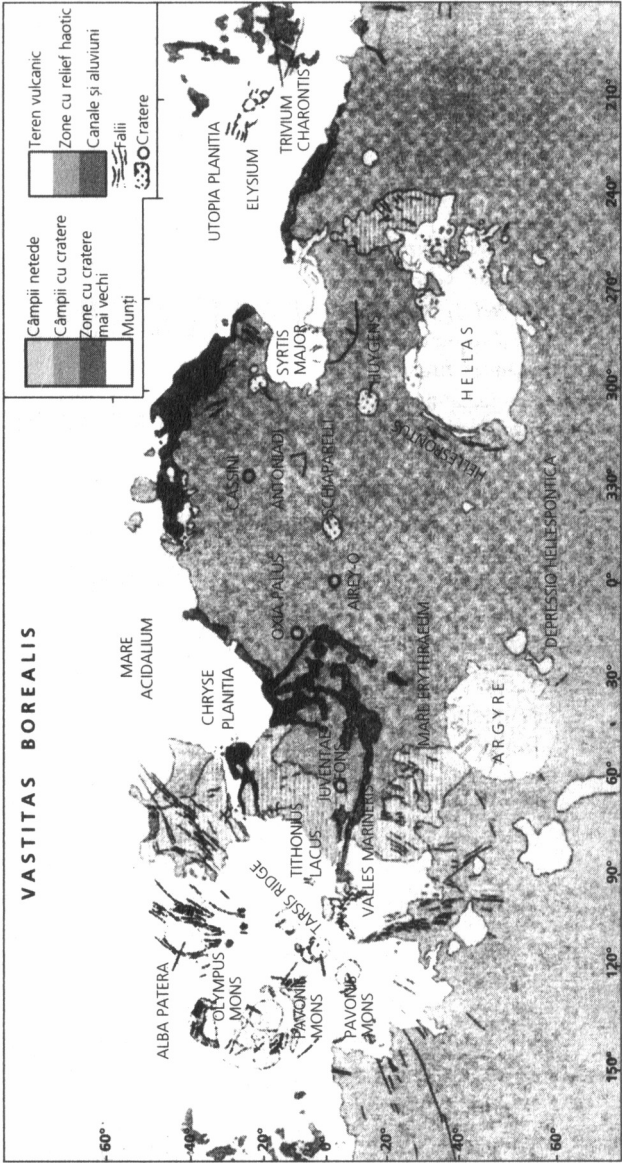 VASTITAS BOREALIS
Câmpii netede
Câmpii cu cratere
Zone cu cratere
mai vechi
Munți
Teren vulcanic
Zone cu relief haotic
Canale și aluviuni
Falii
Cratere
MARE
ACIDALIUM
CHRYSE
PLANITIA
UTOPIA PLANITIA
ELYSIUM
TRIVIUM
CHARONTIS
ALBA PATERA
OLYMPUS
MONS
TARSIS RIDGE
TITHONIUS
LACUS
JUVENTAE
FONS
OXIA PALUS
CASSINI
ANTONIADI
SYRTIS
MAJOR
PAVONIS
MONS
PAVONIS
MONS
VALLES MARINERIS
AIREY-O
SCHIAPARELLI
HUYGENS
MARE ERYTHRAEUM
HELLESPONTUS
HELLAS
ARGYRE
DEPRESSIO HELLESPONTICA
60°
40°
20°
0°
20°
40°
60°
150°
120°
90°
60°
30°
0°
330°
300°
270°
240°
210°